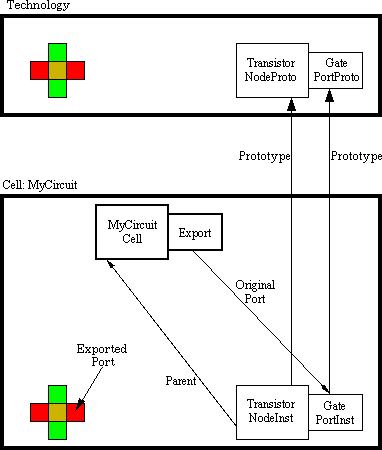 Technology
Transistor
NodeProto
Gate
PortProto
Prototype
Prototype
Cell: MyCircuit
MyCircuit
Cell
Export
Original
Port
Exported
Port
Parent
Transistor
NodeInst
Gate
PortInst